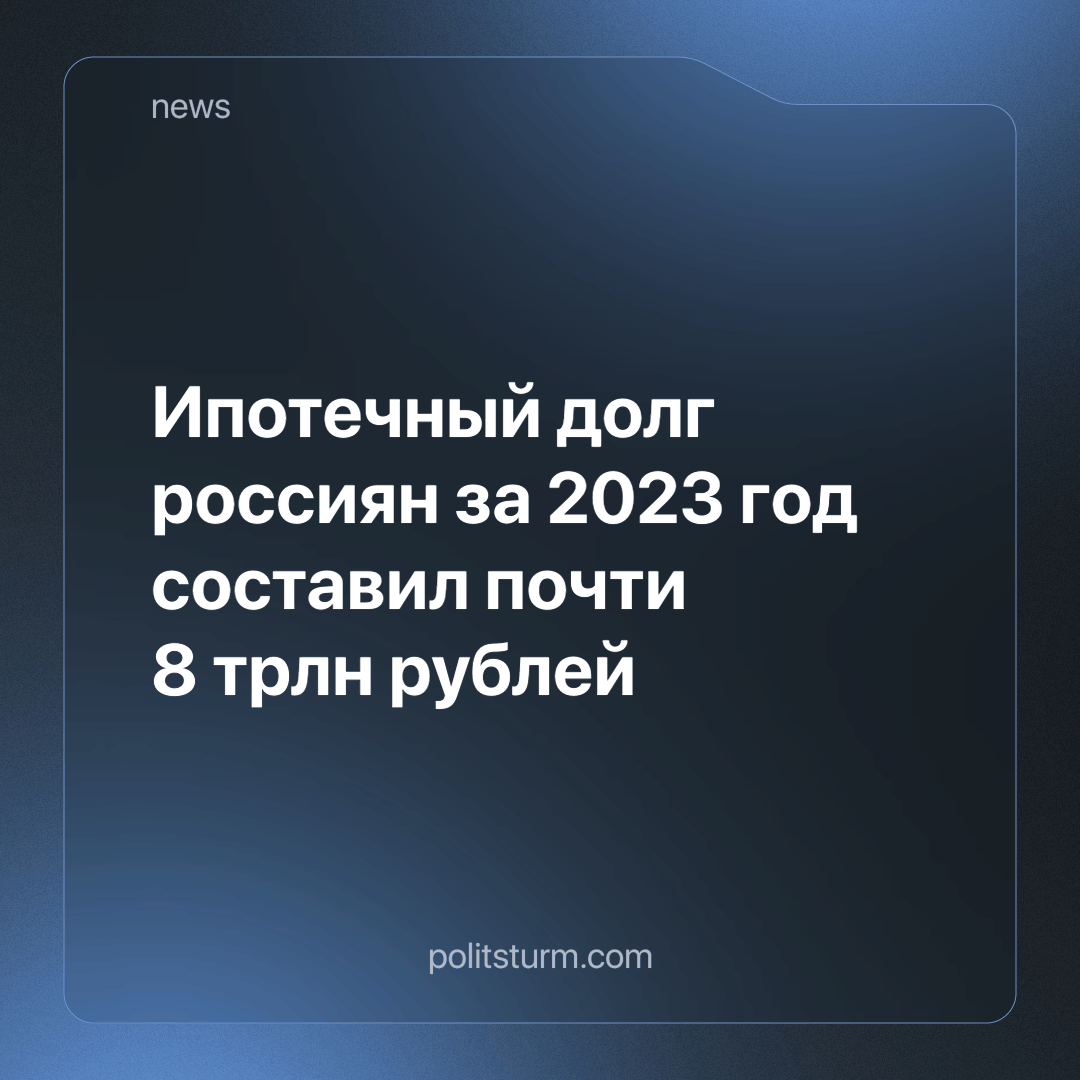 news
Ипотечный долг
россиян за 2023 год
составил почти
8 трлн рублей
politsturm.com